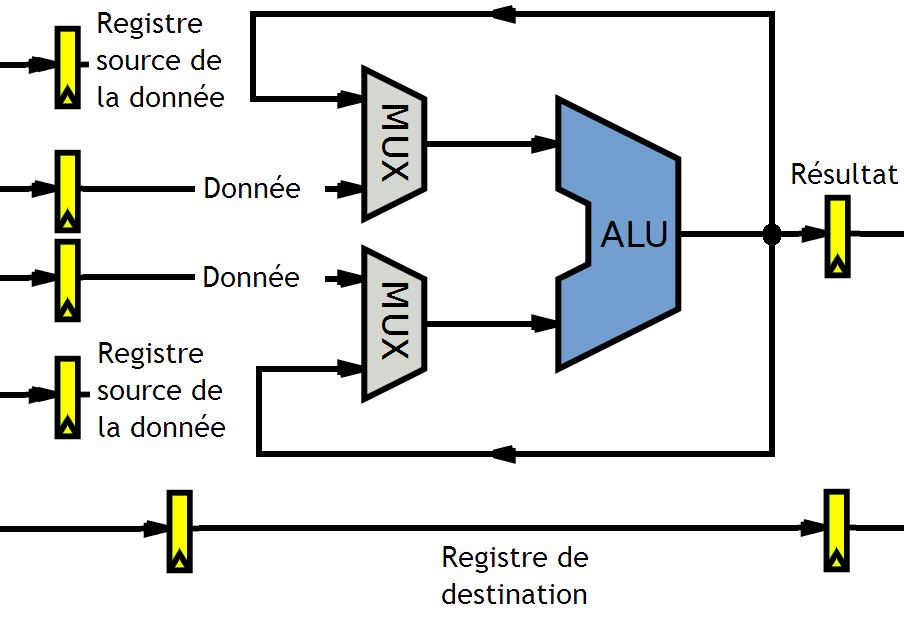 Registre
source de
la donnée
MUX
Résultat
Donnée
ALU
Donnée
MUX
Registre
source de
la donnée
Registre de
destination